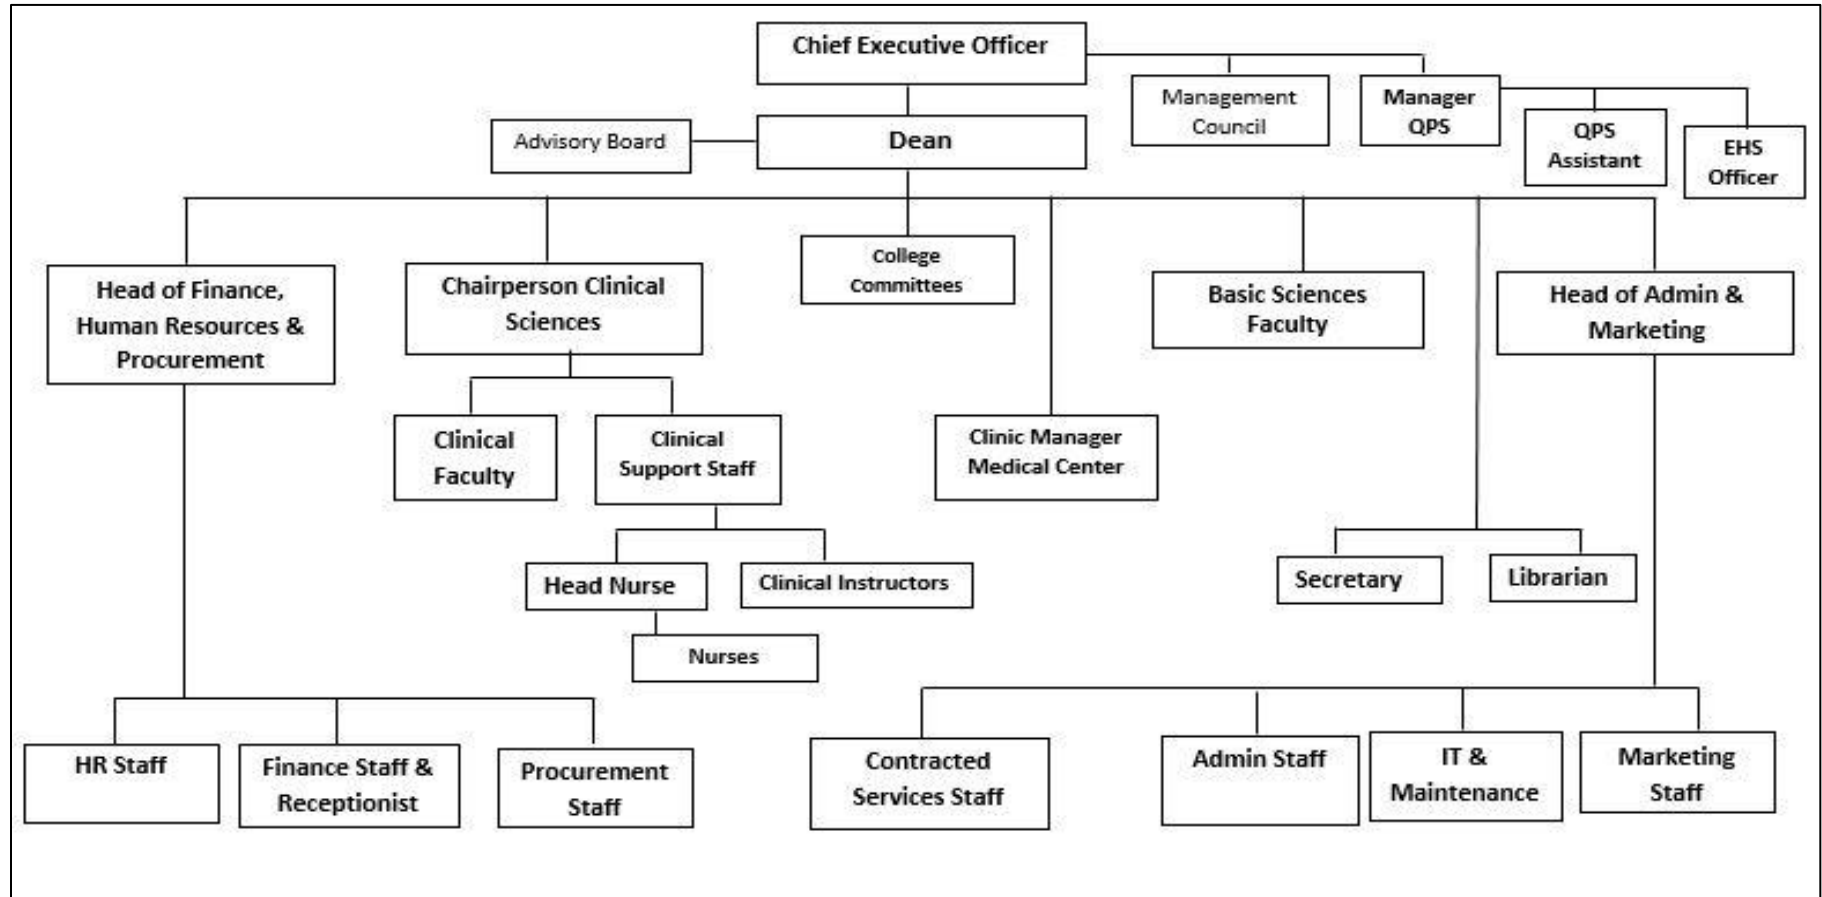 Chief Executive Officer
Management
Council
Manager
QPS
QPS
Assistant
EHS
Officer
Advisory Board
Dean
College
Committees
Head of Finance,
Human Resources &
Procurement
Chairperson Clinical
Sciences
Basic Sciences
Faculty
Head of Admin &
Marketing
Clinical
Faculty
Clinical
Support Staff
Clinic Manager
Medical Center
Head Nurse
Clinical Instructors
Secretary
Librarian
Nurses
HR Staff
Finance Staff &
Receptionist
Procurement
Staff
Contracted
Services Staff
Admin Staff
IT &
Maintenance
Marketing
Staff